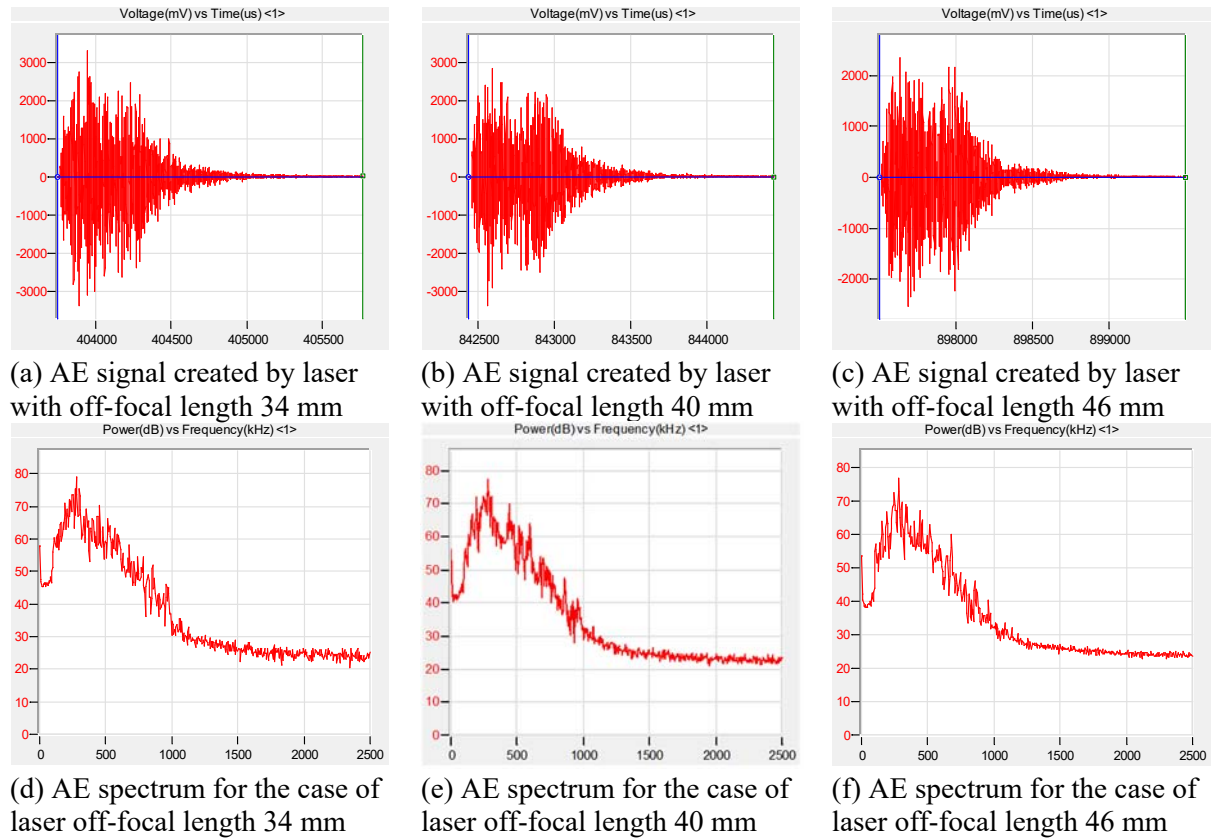 Voltage(mV) vs Time(us) <1>
3000
2000
1000
0
-1000
-2000
-3000
404000 404500 405000 405500
(a) AE signal created by laser
with off-focal length 34 mm
Voltage(mV) vs Time(us) <1>
3000
2000
1000
0
-1000
-2000
-3000
842500 843000 843500 844000
(b) AE signal created by laser
with off-focal length 40 mm
Voltage(mV) vs Time(us) <1>
2000
1000
0
-1000
-2000
898000 898500 899000
(c) AE signal created by laser
with off-focal length 46 mm
Power(dB) vs Frequency(kHz) <1>
80
70
60
50
40
30
20
10
0
0 500 1000 1500 2000 2500
(d) AE spectrum for the case of
laser off-focal length 34 mm
Power(dB) vs Frequency(kHz) <1>
80
70
60
50
40
30
20
10
0
0 500 1000 1500 2000 2500
(e) AE spectrum for the case of
laser off-focal length 40 mm
Power(dB) vs Frequency(kHz) <1>
80
70
60
50
40
30
20
10
0
0 500 1000 1500 2000 2500
(f) AE spectrum for the case of
laser off-focal length 46 mm